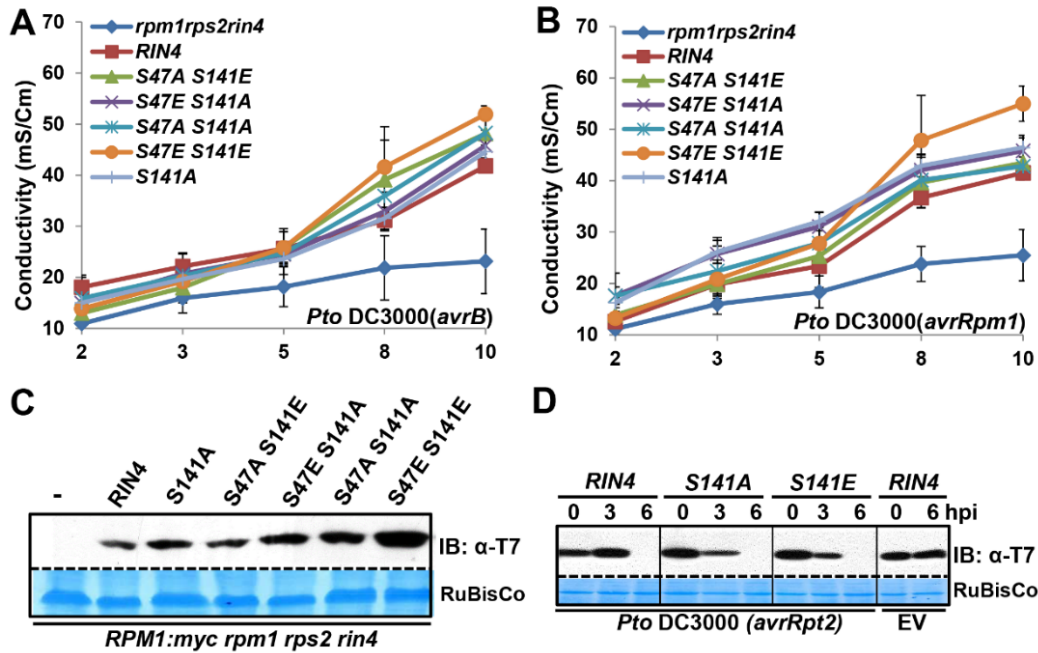 A
rpm1rps2rin4
RIN4
S47A S141E
S47E S141A
S47A S141A
S47E S141E
S141A
Conductivity (mS/Cm)
70
60
50
40
30
20
10
2 3 5 8 10
Pto DC3000(avrB)
B
rpm1rps2rin4
RIN4
S47A S141E
S47E S141A
S47A S141A
S47E S141E
S141A
Conductivity (mS/Cm)
70
60
50
40
30
20
10
2 3 5 8 10
Pto DC3000(avrRpm1)
C
- RIN4 S141A S47A S141E S47E S141A S47A S141A S47E S141E
IB: α-T7
RuBisCo
RPM1:myc rpm1 rps2 rin4
D
RIN4 S141A S141E RIN4
0 3 6 0 3 6 0 3 6 0 6 hpi
IB: α-T7
RuBisCo
Pto DC3000 (avrRpt2) EV